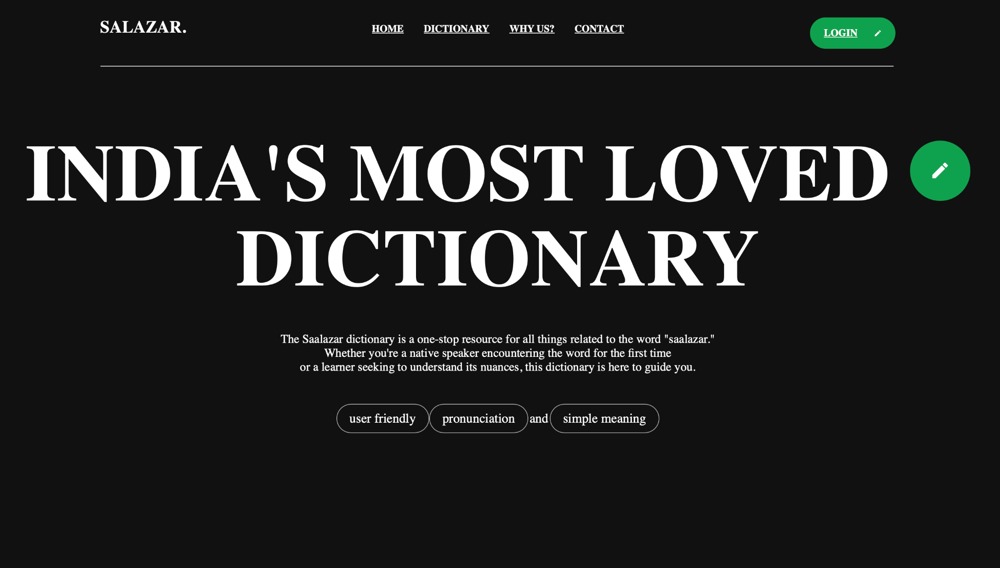 SALAZAR.
HOME DICTIONARY WHY US? CONTACT
LOGIN
INDIA'S MOST LOVED
DICTIONARY
The Saalazar dictionary is a one-stop resource for all things related to the word "saalazar."
Whether you're a native speaker encountering the word for the first time
or a learner seeking to understand its nuances, this dictionary is here to guide you.
user friendly pronunciation and simple meaning